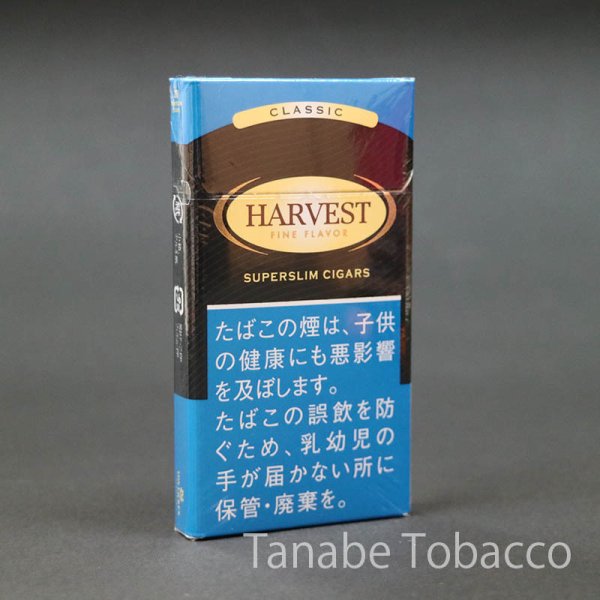 CLASSIC
HARVEST
FINE FLAVOR
SUPERSLIM CIGARS
たばこの煙は、子供
の健康にも悪影響
を及ぼします。
たばこの誤飲を防
ぐため、乳幼児の
手が届かない所に
保管・廃棄を。
Tanabe Tobacco